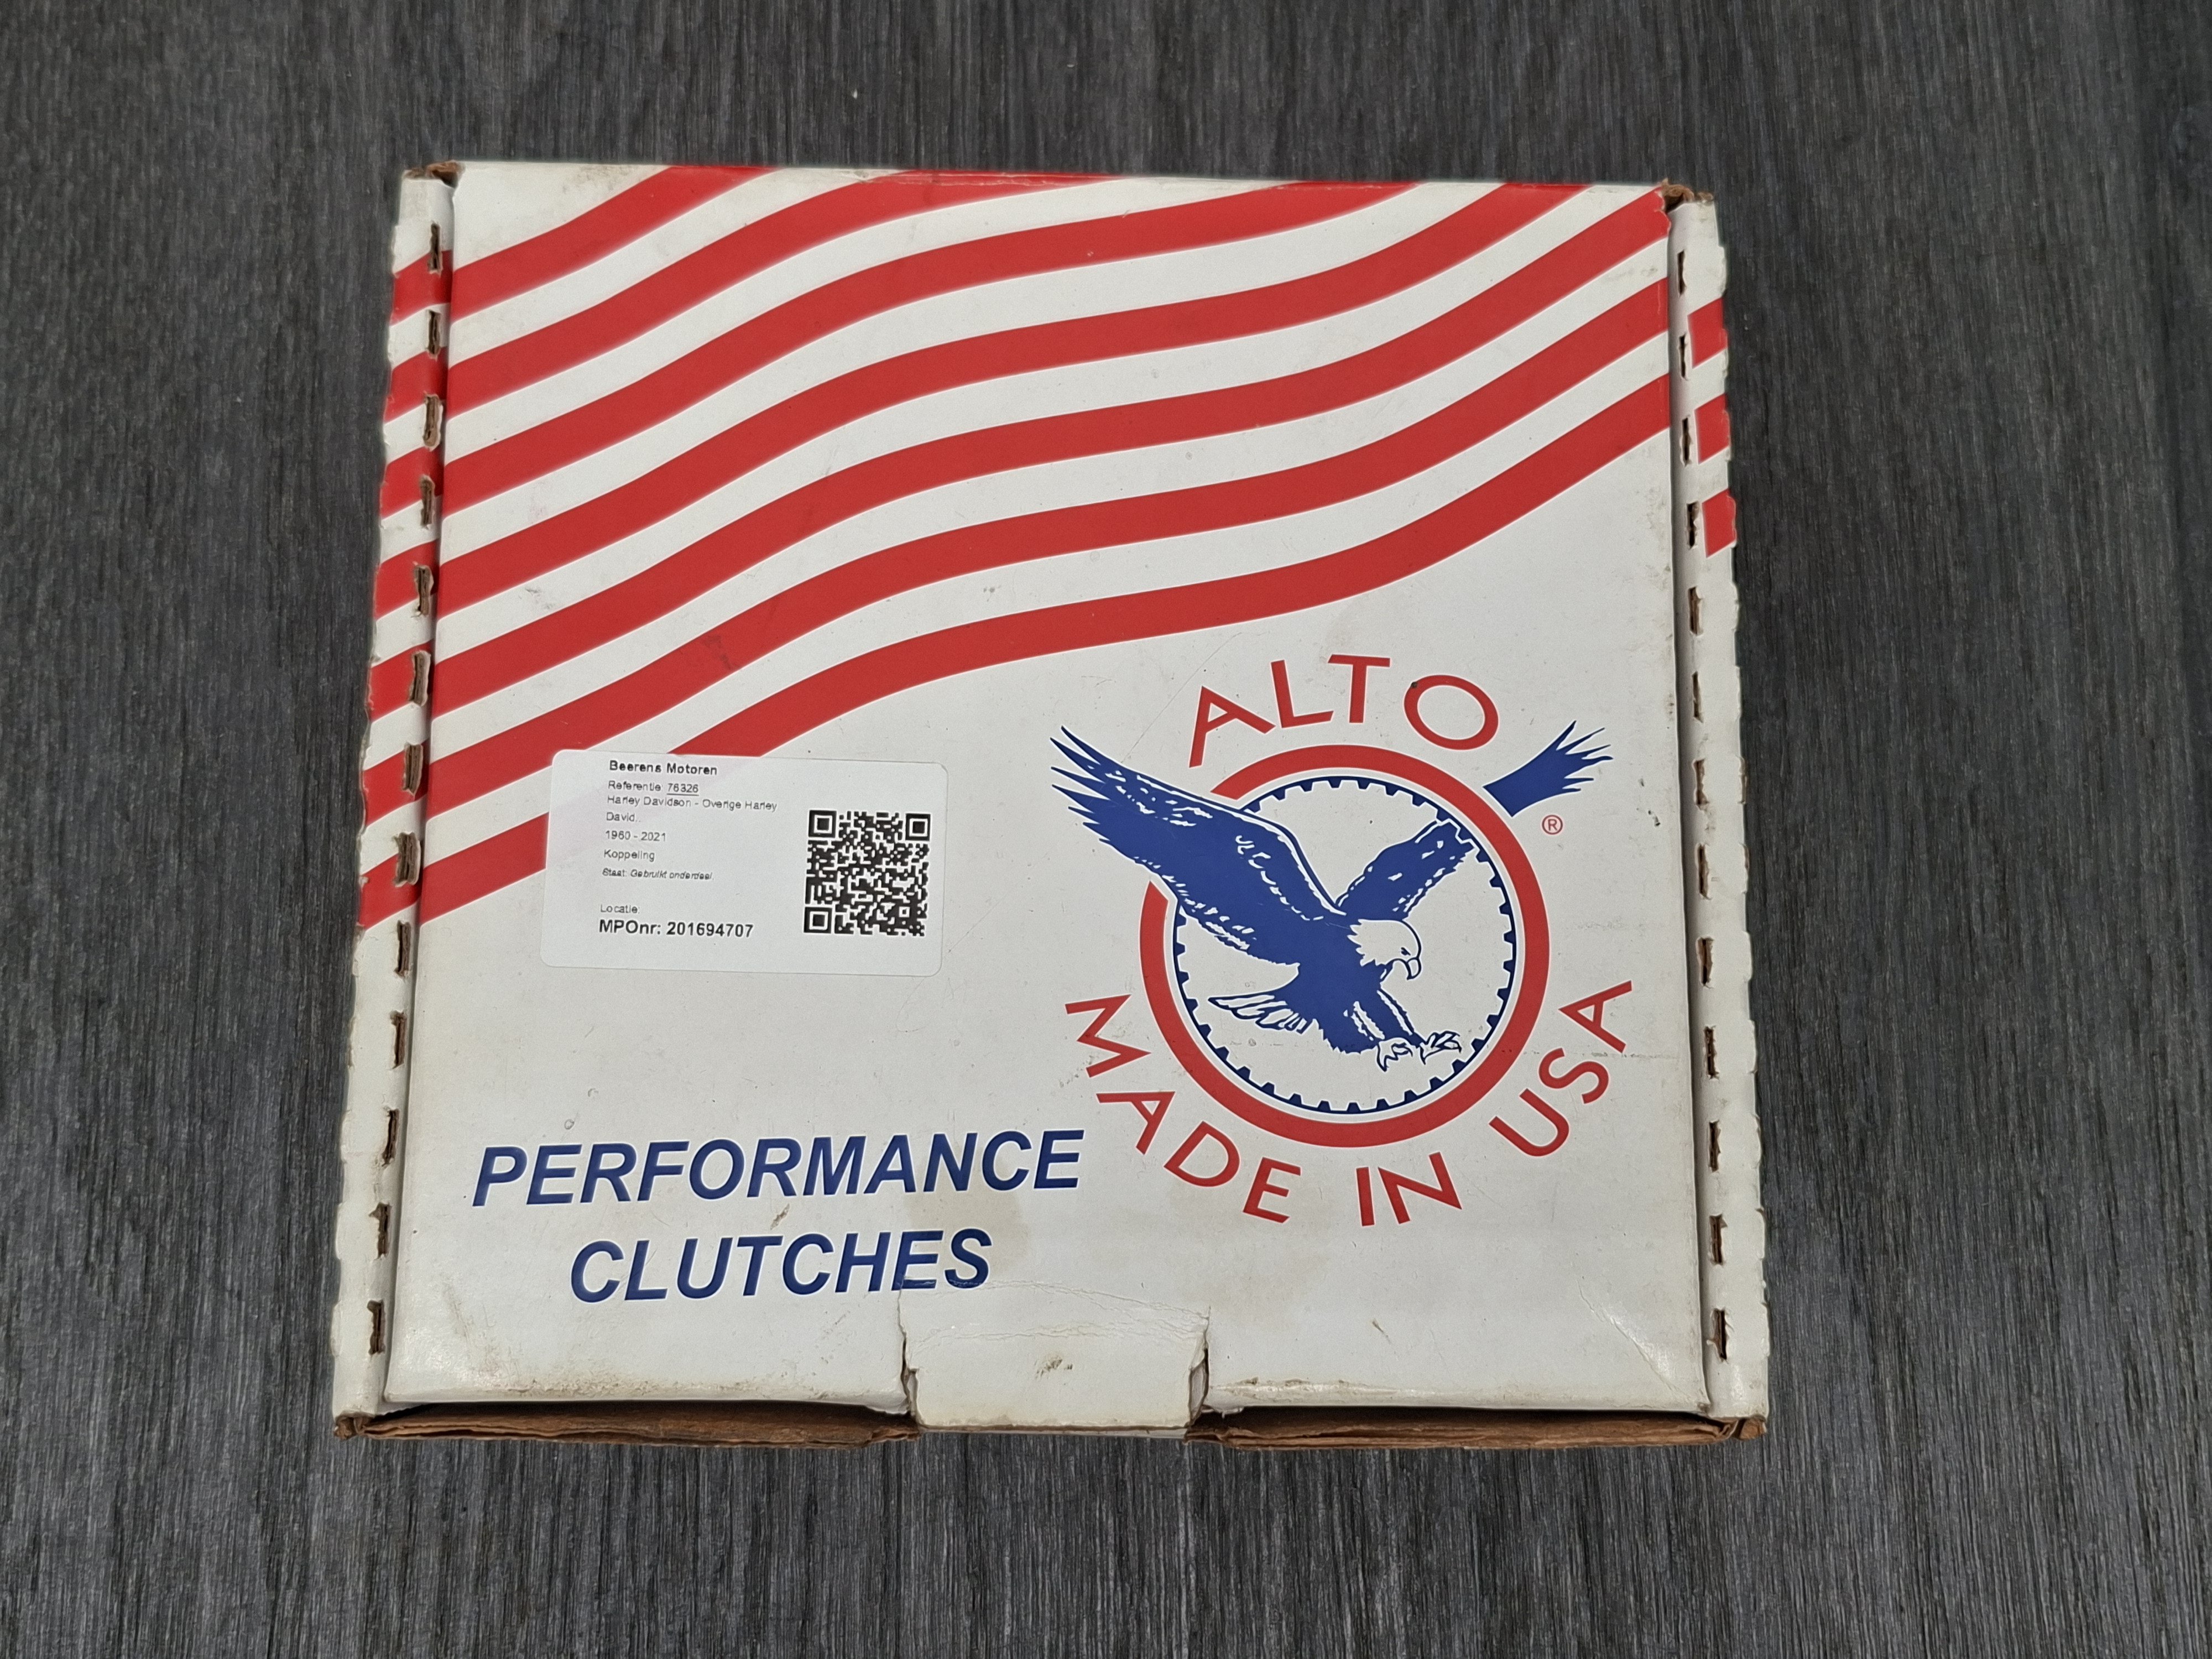 ALTO
®
MADE IN USA
Beerens Motoren
Referentie 76326
Harley Davidson - Overige Harley
David..
1960 - 2021
Koppeling
Staat: Gebruikt onderdeel
Locatie
MPOnr: 201694707
PERFORMANCE
CLUTCHES